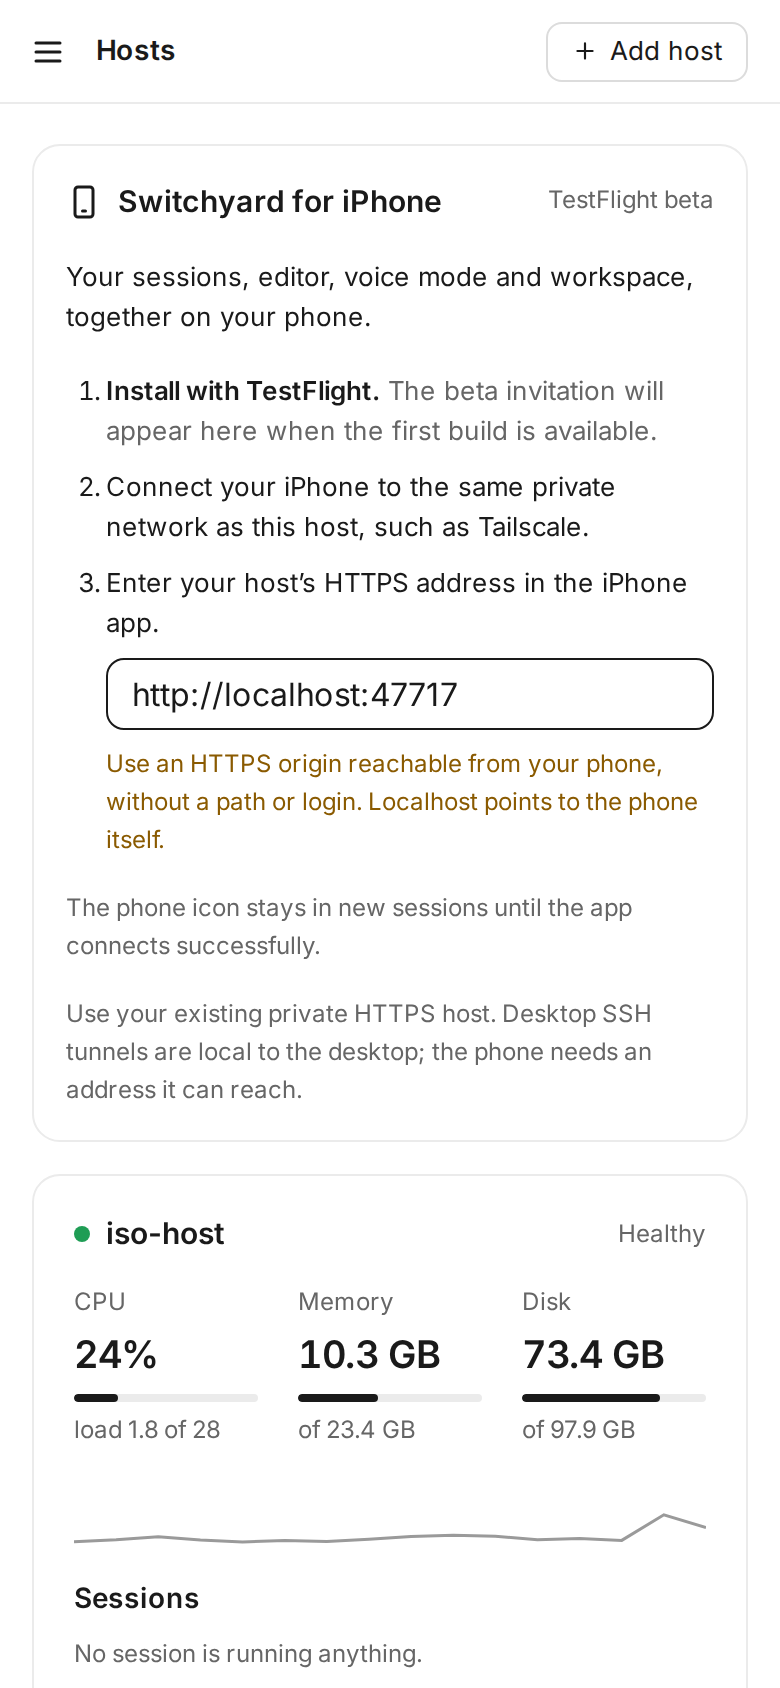 Hosts
+ Add host
Switchyard for iPhone
TestFlight beta
Your sessions, editor, voice mode and workspace,
together on your phone.
1. Install with TestFlight. The beta invitation will
appear here when the first build is available.
2. Connect your iPhone to the same private
network as this host, such as Tailscale.
3. Enter your host’s HTTPS address in the iPhone
app.
http://localhost:47717
Use an HTTPS origin reachable from your phone,
without a path or login. Localhost points to the phone
itself.
The phone icon stays in new sessions until the app
connects successfully.
Use your existing private HTTPS host. Desktop SSH
tunnels are local to the desktop; the phone needs an
address it can reach.
iso-host
Healthy
CPU
Memory
Disk
24%
10.3 GB
73.4 GB
load 1.8 of 28
of 23.4 GB
of 97.9 GB
Sessions
No session is running anything.